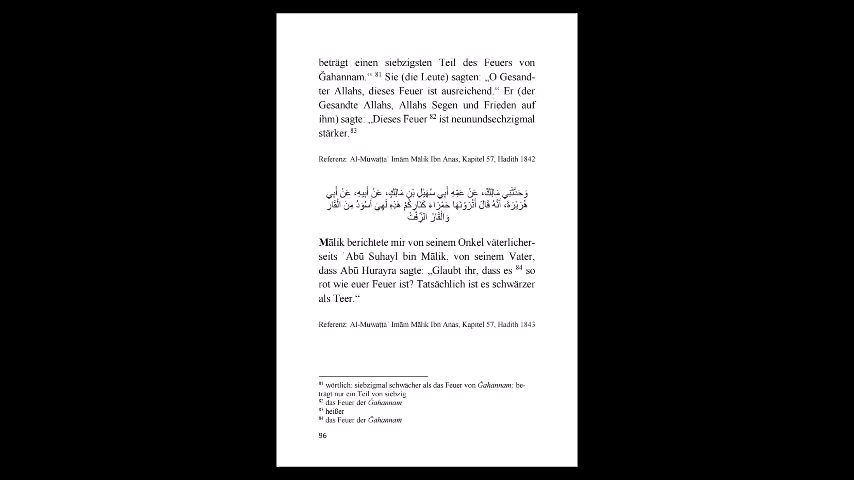 beträgt einen siebzigsten Teil des Feuers von
Ǧahannam.“ 81 Sie (die Leute) sagten: „O Gesand-
ter Allahs, dieses Feuer ist ausreichend.“ Er (der
Gesandte Allahs, Allahs Segen und Frieden auf
ihm) sagte: „Dieses Feuer 82 ist neunundsechzigmal
stärker.83
Referenz: Al-Muwaṭṭaʾ Imām Mālik Ibn Anas, Kapitel 57, Hadith 1842
وَحَدَّثَنِي مَالِكٌ، عَنْ عَمِّهِ أَبِي سُهَيْلِ بْنِ مَالِكٍ، عَنْ أَبِيهِ، عَنْ أَبِي
هُرَيْرَةَ، أَنَّهُ قَالَ أَتُرَوْنَهَا حَمْرَاءَ كَنَارِكُمْ هَذِهِ لَهِيَ أَسْوَدُ مِنَ الْقَارِ
وَالْقَارُ الزِّفْتُ
Mālik berichtete mir von seinem Onkel väterlicher-
seits ʾAbū Suhayl bin Mālik, von seinem Vater,
dass Abū Hurayra sagte: „Glaubt ihr, dass es 84 so
rot wie euer Feuer ist? Tatsächlich ist es schwärzer
als Teer.“
Referenz: Al-Muwaṭṭaʾ Imām Mālik Ibn Anas, Kapitel 57, Hadith 1843
81 wörtlich: siebzigmal schwächer als das Feuer von Ǧahannam: be-
trägt nur ein Teil von siebzig
82 das Feuer der Ǧahannam
83 heißer
84 das Feuer der Ǧahannam
96